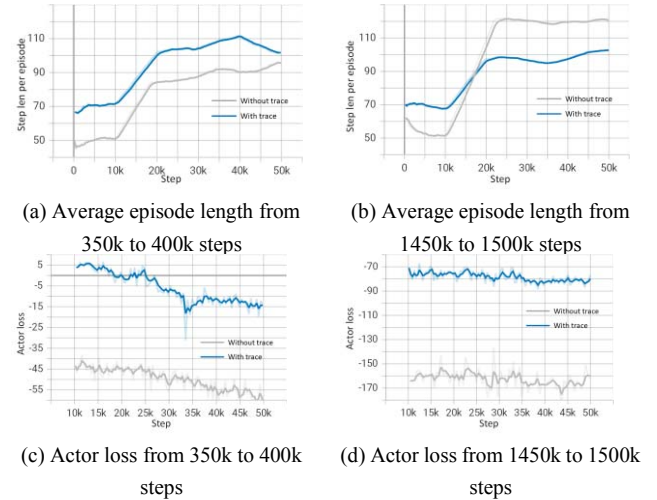 110
90
70
50
Step len per episode
Without trace
With trace
0 10k 20k 30k 40k 50k
Step
110
90
70
50
Step len per episode
Without trace
With trace
0 10k 20k 30k 40k 50k
Step
(a) Average episode length from
350k to 400k steps
(b) Average episode length from
1450k to 1500k steps
5
-5
-15
-25
-35
-45
-55
Actor loss
Without trace
With trace
10k 15k 20k 25k 30k 35k 40k 45k 50k
Step
-70
-90
-110
-130
-150
-170
Actor loss
Without trace
With trace
10k 15k 20k 25k 30k 35k 40k 45k 50k
Step
(c) Actor loss from 350k to 400k
steps
(d) Actor loss from 1450k to 1500k
steps